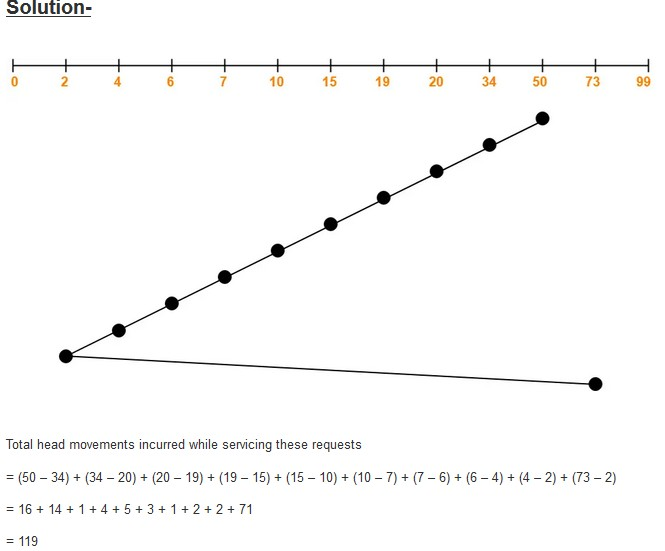 Solution-
0 2 4 6 7 10 15 19 20 34 50 73 99
Total head movements incurred while servicing these requests
= (50 – 34) + (34 – 20) + (20 – 19) + (19 – 15) + (15 – 10) + (10 – 7) + (7 – 6) + (6 – 4) + (4 – 2) + (73 – 2)
= 16 + 14 + 1 + 4 + 5 + 3 + 1 + 2 + 2 + 71
= 119